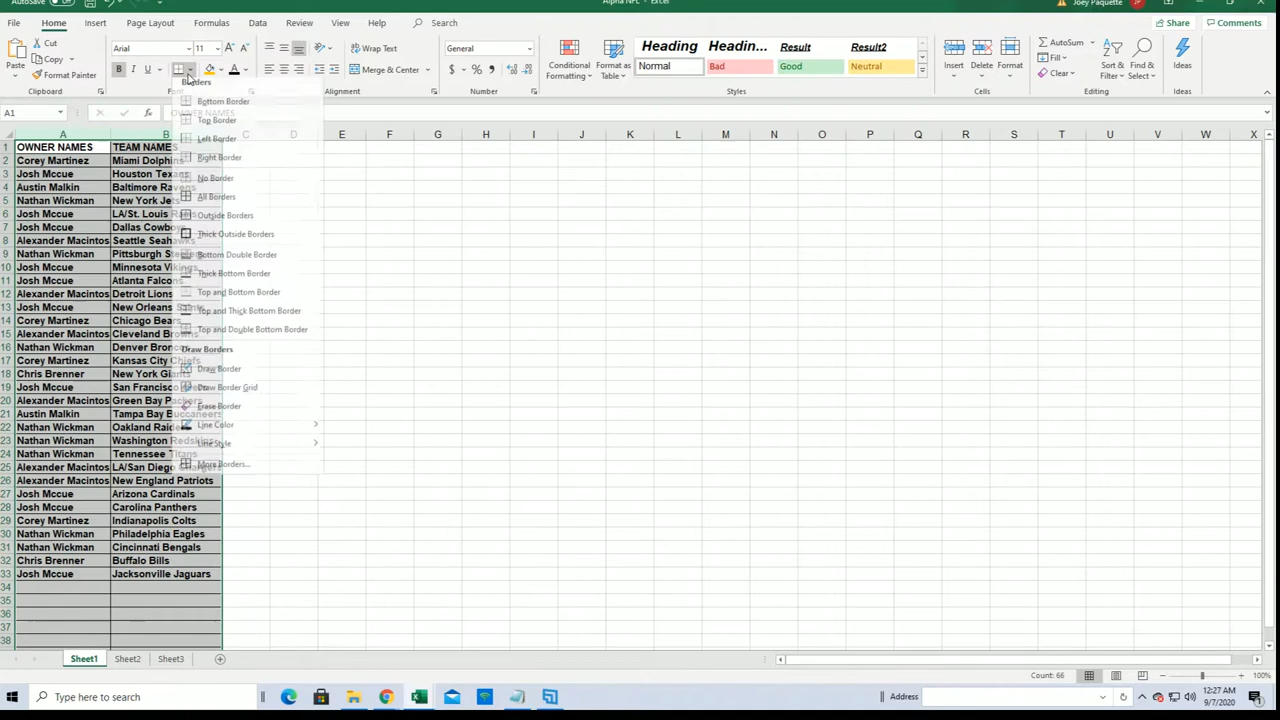 AutoSave
Alpha NFL - Excel
Joey Paquette JP
File Home Insert Page Layout Formulas Data Review View Help Search Share Comments
Paste Cut Copy Format Painter Clipboard
Arial 11 B I U Font
Wrap Text Merge & Center Alignment
General $ % Number
Conditional Formatting Format as Table
Heading Heading... Result Result2
Normal Bad Good Neutral
Styles
Insert Delete Format Cells
AutoSum Fill Clear Sort & Filter Find & Select Editing
Ideas Ideas
A1 fx OWNER NAMES
A B C D E F G H I J K L M N O P Q R S T U V W X
1 OWNER NAMES TEAM NAMES
2 Corey Martinez Miami Dolphins
3 Josh Mccue Houston Texans
4 Austin Malkin Baltimore Ravens
5 Nathan Wickman New York Jets
6 Josh Mccue LA/St. Louis Rams
7 Josh Mccue Dallas Cowboys
8 Alexander Macintos Seattle Seahawks
9 Nathan Wickman Pittsburgh Steelers
10 Josh Mccue Minnesota Vikings
11 Josh Mccue Atlanta Falcons
12 Alexander Macintos Detroit Lions
13 Josh Mccue New Orleans Saints
14 Corey Martinez Chicago Bears
15 Alexander Macintos Cleveland Browns
16 Nathan Wickman Denver Broncos
17 Corey Martinez Kansas City Chiefs
18 Chris Brenner New York Giants
19 Josh Mccue San Francisco
20 Alexander Macintos Green Bay Packers
21 Austin Malkin Tampa Bay Buccaneers
22 Nathan Wickman Oakland Raiders
23 Nathan Wickman Washington Redskins
24 Nathan Wickman Tennessee Titans
25 Alexander Macintos LA/San Diego Chargers
26 Alexander Macintos New England Patriots
27 Josh Mccue Arizona Cardinals
28 Josh Mccue Carolina Panthers
29 Corey Martinez Indianapolis Colts
30 Nathan Wickman Philadelphia Eagles
31 Nathan Wickman Cincinnati Bengals
32 Chris Brenner Buffalo Bills
33 Josh Mccue Jacksonville Jaguars
34
35
36
37
38
Borders
Bottom Border
Top Border
Left Border
Right Border
No Border
All Borders
Outside Borders
Thick Outside Borders
Bottom Double Border
Thick Bottom Border
Top and Bottom Border
Top and Thick Bottom Border
Top and Double Bottom Border
Draw Borders
Draw Border
Draw Border Grid
Erase Border
Line Color
Line Style
More Borders...
Sheet1 Sheet2 Sheet3
Count: 66 100%
Type here to search
Address
12:27 AM
9/7/2020